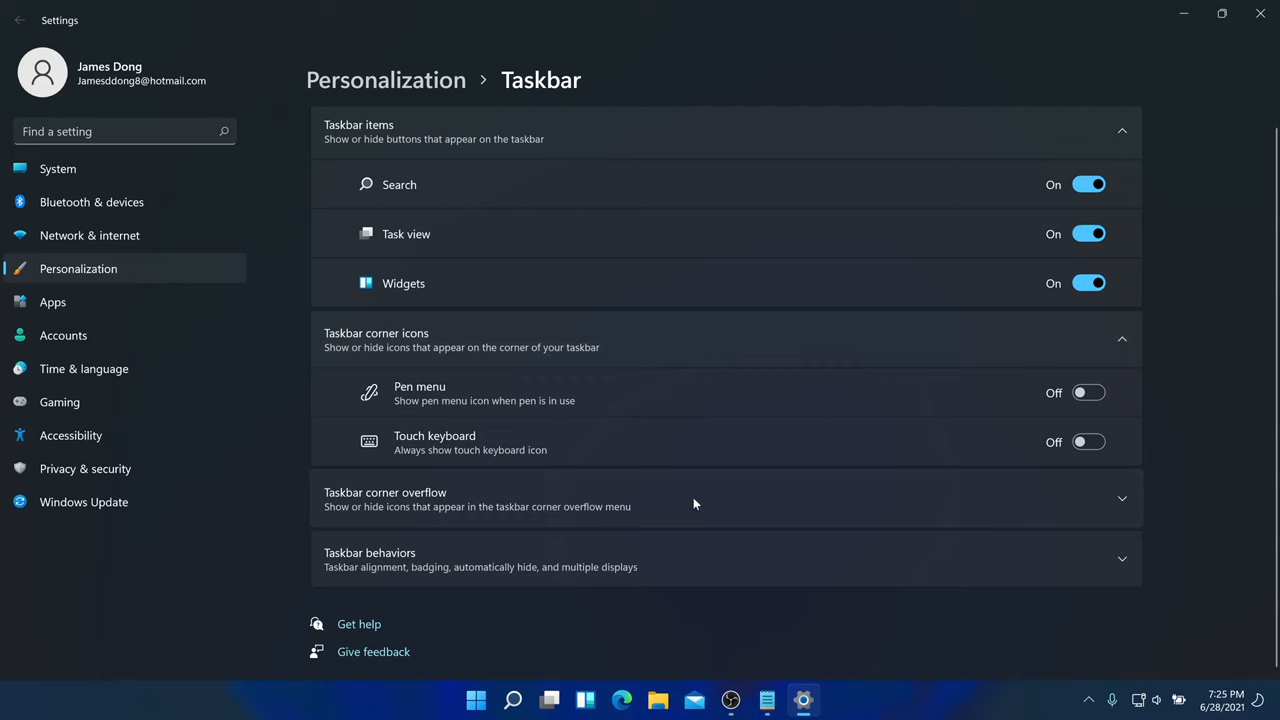 Settings
James Dong
Jamesddong8@hotmail.com
Find a setting
System
Bluetooth & devices
Network & internet
Personalization
Apps
Accounts
Time & language
Gaming
Accessibility
Privacy & security
Windows Update
Personalization > Taskbar
Taskbar items
Show or hide buttons that appear on the taskbar
Search On
Task view On
Widgets On
Taskbar corner icons
Show or hide icons that appear on the corner of your taskbar
Pen menu
Show pen menu icon when pen is in use
Off
Touch keyboard
Always show touch keyboard icon
Off
Taskbar corner overflow
Show or hide icons that appear in the taskbar corner overflow menu
Taskbar behaviors
Taskbar alignment, badging, automatically hide, and multiple displays
Get help
Give feedback
7:25 PM
6/28/2021